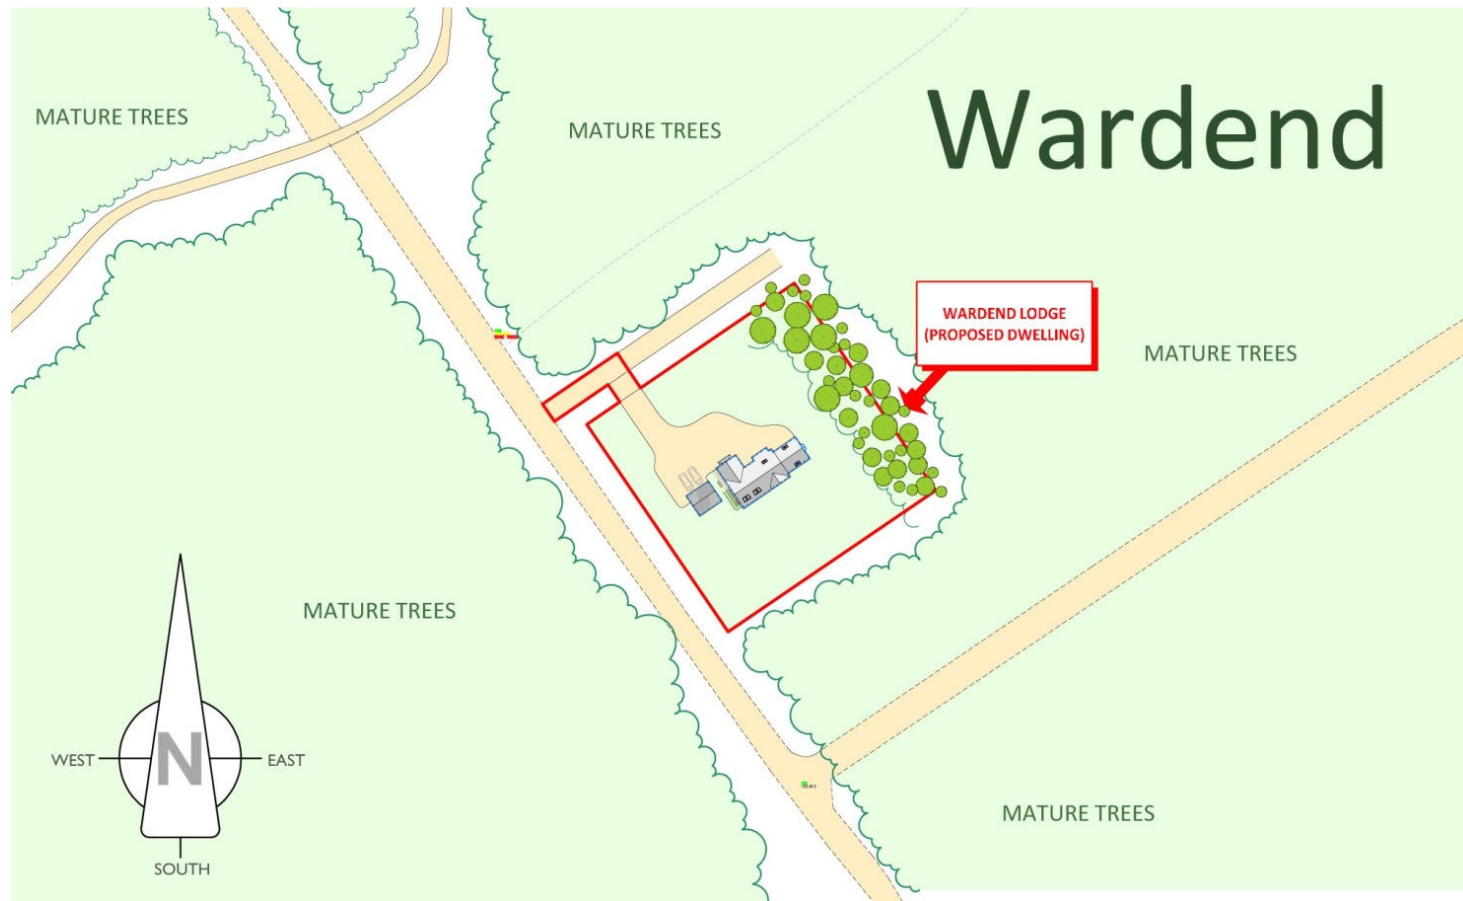 Wardend
MATURE TREES
MATURE TREES
WARDEND LODGE
(PROPOSED DWELLING)
MATURE TREES
MATURE TREES
N
WEST
EAST
SOUTH
MATURE TREES